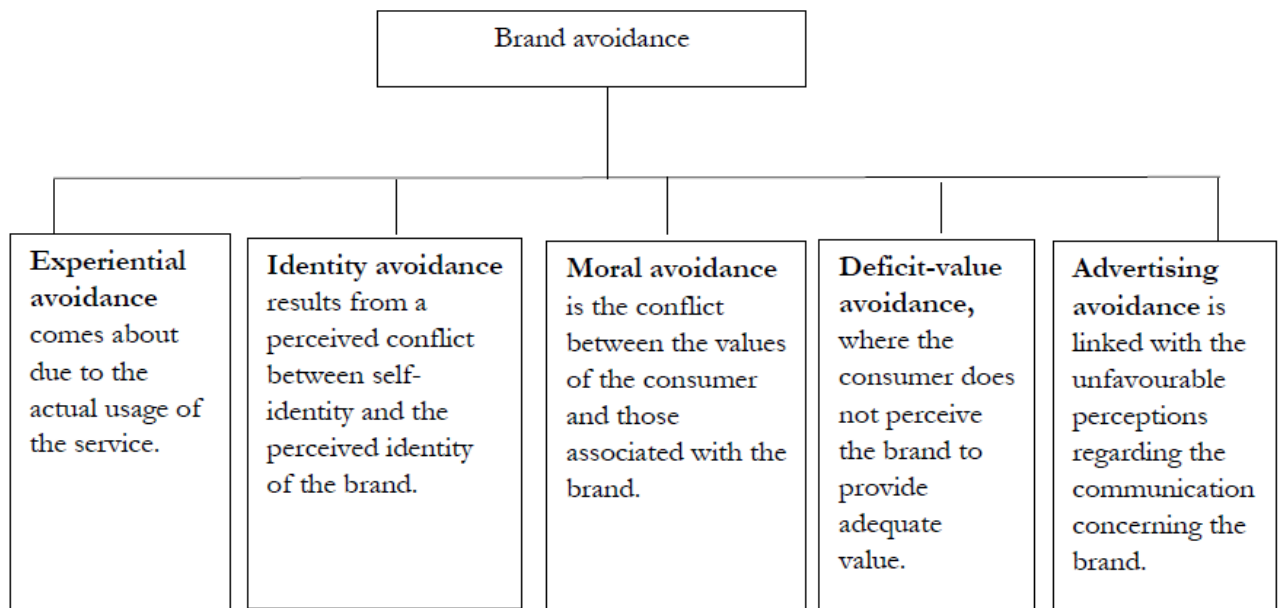 Brand avoidance
Experiential
avoidance
comes about
due to the
actual usage of
the service.
Identity avoidance
results from a
perceived conflict
between self-
identity and the
perceived identity
of the brand.
Moral avoidance
is the conflict
between the values
of the consumer
and those
associated with the
brand.
Deficit-value
avoidance,
where the
consumer does
not perceive
the brand to
provide
adequate
value.
Advertising
avoidance is
linked with the
unfavourable
perceptions
regarding the
communication
concerning the
brand.